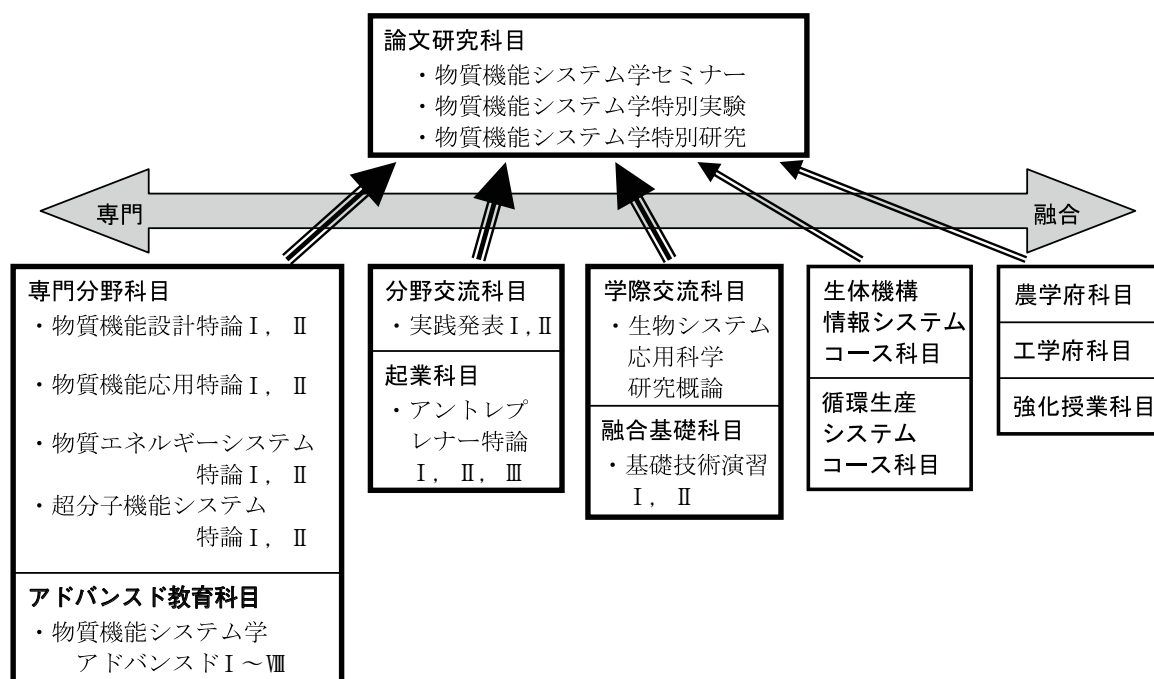 論文研究科目
・物質機能システム学セミナー
・物質機能システム学特別実験
・物質機能システム学特別研究
専門
融合
専門分野科目
・物質機能設計特論Ⅰ, Ⅱ
・物質機能応用特論Ⅰ, Ⅱ
・物質エネルギーシステム
特論Ⅰ, Ⅱ
・超分子機能システム
特論Ⅰ, Ⅱ
アドバンスド教育科目
・物質機能システム学
アドバンスドⅠ～Ⅷ
分野交流科目
・実践発表Ⅰ,Ⅱ
起業科目
・アントレプ
レナー特論
Ⅰ, Ⅱ, Ⅲ
学際交流科目
・生物システム
応用科学
研究概論
融合基礎科目
・基礎技術演習
Ⅰ, Ⅱ
生体機構
情報システム
コース科目
循環生産
システム
コース科目
農学府科目
工学府科目
強化授業科目